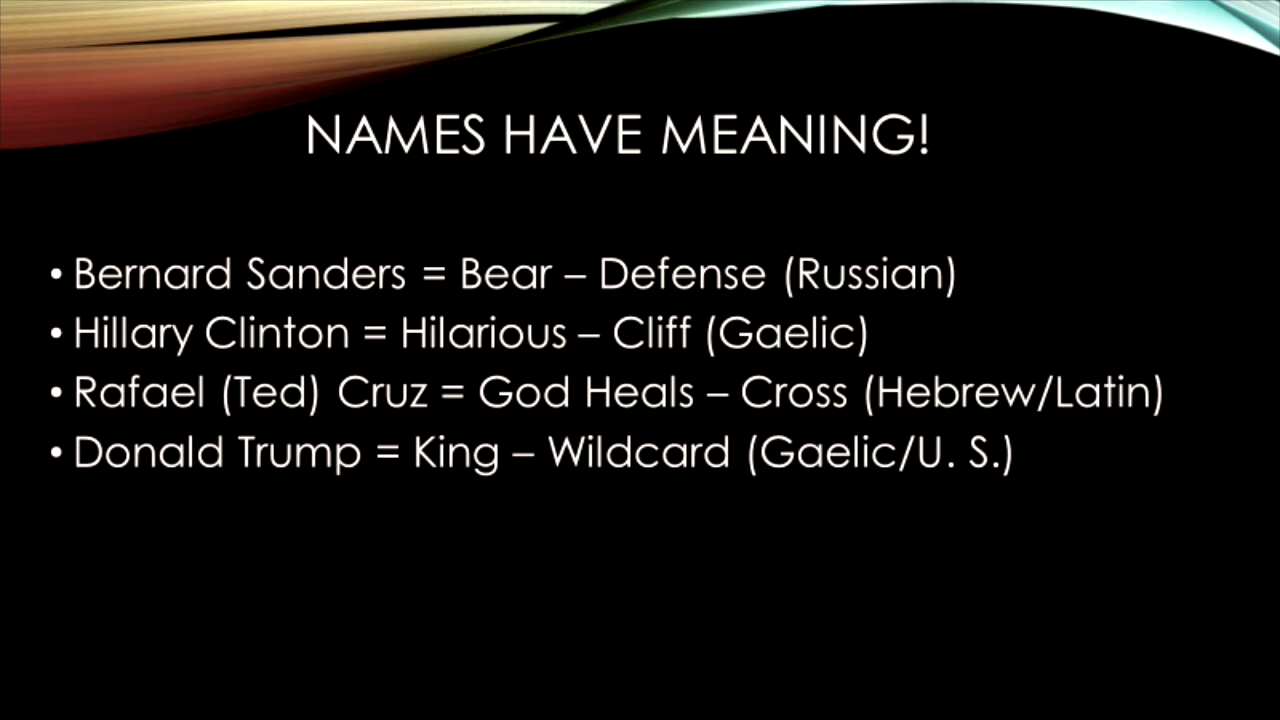 NAMES HAVE MEANING!
• Bernard Sanders = Bear – Defense (Russian)
• Hillary Clinton = Hilarious – Cliff (Gaelic)
• Rafael (Ted) Cruz = God Heals – Cross (Hebrew/Latin)
• Donald Trump = King – Wildcard (Gaelic/U. S.)